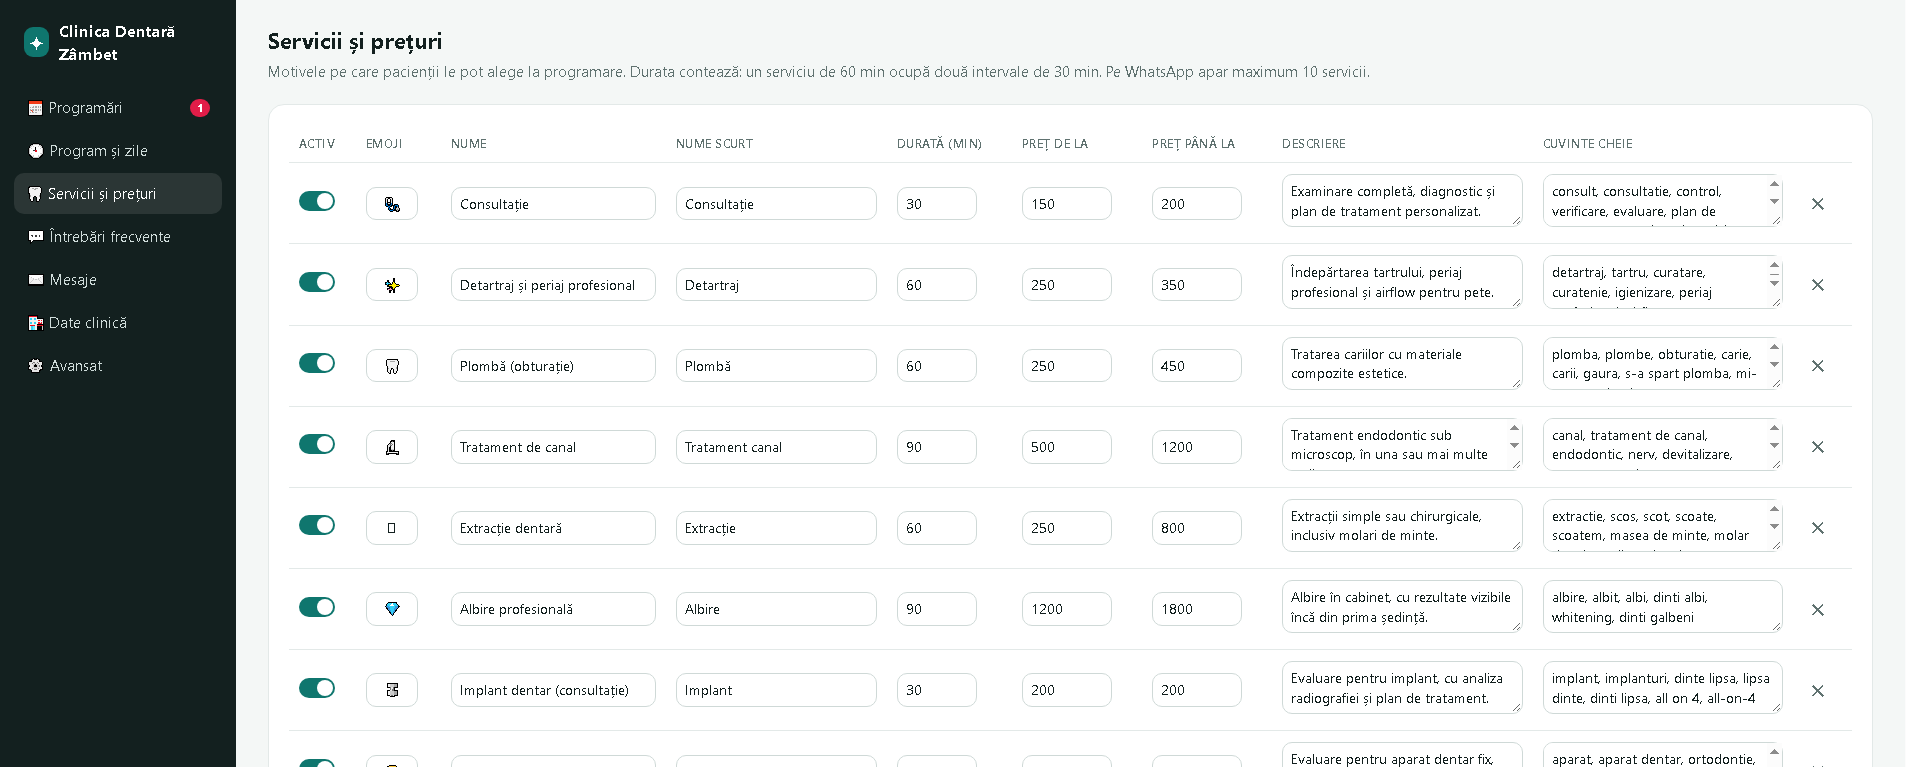 Clinica Dentară
Zâmbet
Programări 1
Program și zile
Servicii și prețuri
Întrebări frecvente
Mesaje
Date clinică
Avansat
Servicii și prețuri
Motivele pe care pacienții le pot alege la programare. Durata contează: un serviciu de 60 min ocupă două intervale de 30 min. Pe WhatsApp apar maximum 10 servicii.
ACTIV EMOJI NUME NUME SCURT DURATĂ (MIN) PREȚ DE LA PREȚ PÂNĂ LA DESCRIERE CUVINTE CHEIE
Consultație Consultație 30 150 200
Examinare completă, diagnostic și
plan de tratament personalizat.
consult, consultatie, control,
verificare, evaluare, plan de
Detartraj și periaj profesional Detartraj 60 250 350
Îndepărtarea tartrului, periaj
profesional și airflow pentru pete.
detartraj, tartru, curatare,
curatenie, igienizare, periaj
Plombă (obturație) Plombă 60 250 450
Tratarea cariilor cu materiale
compozite estetice.
plomba, plombe, obturatie, carie,
carii, gaura, s-a spart plomba, mi-
Tratament de canal Tratament canal 90 500 1200
Tratament endodontic sub
microscop, în una sau mai multe
canal, tratament de canal,
endodontic, nerv, devitalizare,
Extracție dentară Extracție 60 250 800
Extracții simple sau chirurgicale,
inclusiv molari de minte.
extractie, scos, scot, scoate,
scoatem, masea de minte, molar
Albire profesională Albire 90 1200 1800
Albire în cabinet, cu rezultate vizibile
încă din prima ședință.
albire, albit, albi, dinti albi,
whitening, dinti galbeni
Implant dentar (consultație) Implant 30 200 200
Evaluare pentru implant, cu analiza
radiografiei și plan de tratament.
implant, implanturi, dinte lipsa, lipsa
dinte, dinti lipsa, all on 4, all-on-4
Evaluare pentru aparat dentar fix,
aparat, aparat dentar, ortodontie,